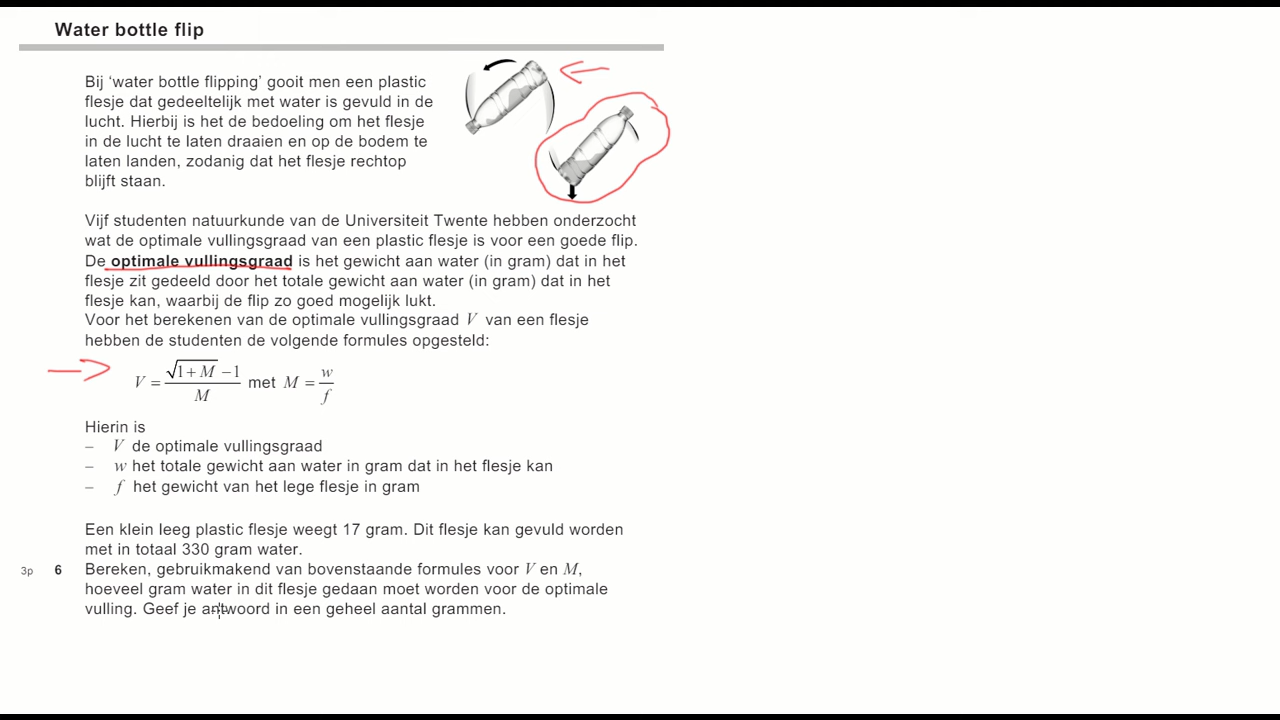 Water bottle flip
Bij ‘water bottle flipping’ gooit men een plastic
flesje dat gedeeltelijk met water is gevuld in de
lucht. Hierbij is het de bedoeling om het flesje
in de lucht te laten draaien en op de bodem te
laten landen, zodanig dat het flesje rechtop
blijft staan.
Vijf studenten natuurkunde van de Universiteit Twente hebben onderzocht
wat de optimale vullingsgraad van een plastic flesje is voor een goede flip.
De optimale vullingsgraad is het gewicht aan water (in gram) dat in het
flesje zit gedeeld door het totale gewicht aan water (in gram) dat in het
flesje kan, waarbij de flip zo goed mogelijk lukt.
Voor het berekenen van de optimale vullingsgraad V van een flesje
hebben de studenten de volgende formules opgesteld:
V = (√(1+M) −1)/M met M = w/f
Hierin is
– V de optimale vullingsgraad
– w het totale gewicht aan water in gram dat in het flesje kan
– f het gewicht van het lege flesje in gram
Een klein leeg plastic flesje weegt 17 gram. Dit flesje kan gevuld worden
met in totaal 330 gram water.
3p 6 Bereken, gebruikmakend van bovenstaande formules voor V en M,
hoeveel gram water in dit flesje gedaan moet worden voor de optimale
vulling. Geef je antwoord in een geheel aantal grammen.